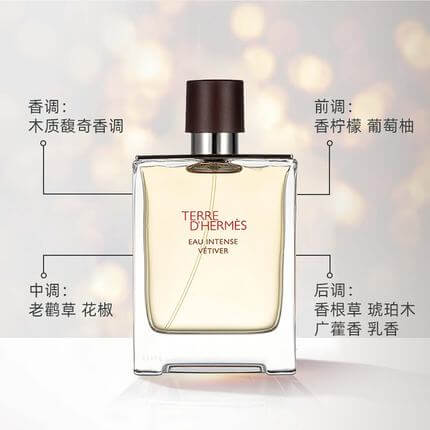 香调：
木质馥奇香调
前调：
香柠檬 葡萄柚
TERRE
D'HERMÈS
EAU INTENSE
VÉTIVER
中调：
老鹳草 花椒
后调：
香根草 琥珀木
广藿香 乳香